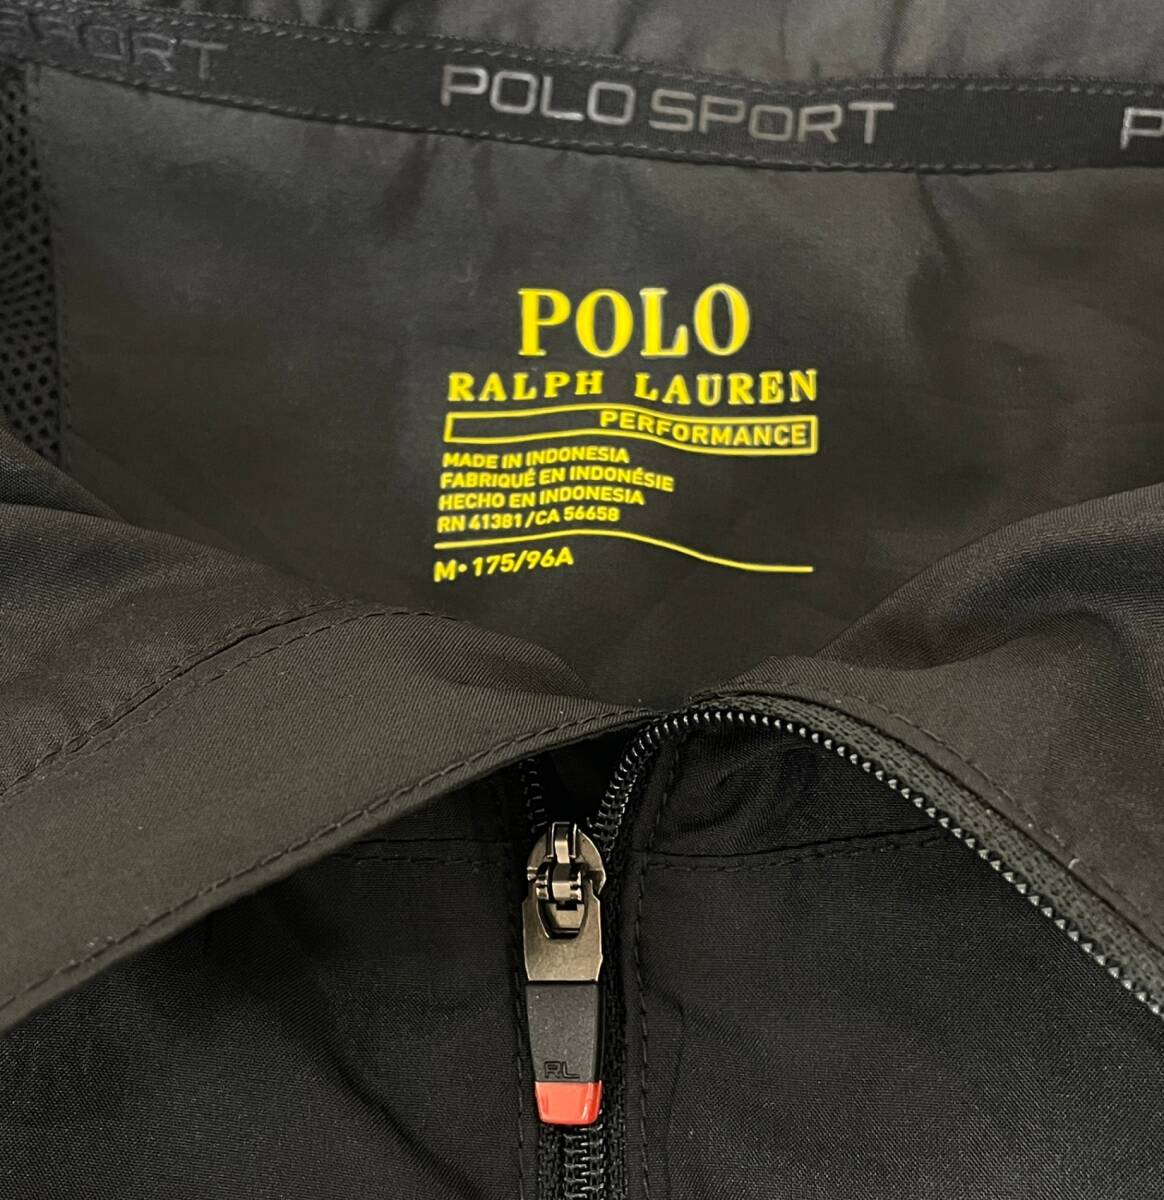 SPORT
POLO SPORT
P
POLO
RALPH LAUREN
PERFORMANCE
MADE IN INDONESIA
FABRIQUÉ EN INDONÉSIE
HECHO EN INDONESIA
RN 41381/CA 56658
M• 175/96A
RL